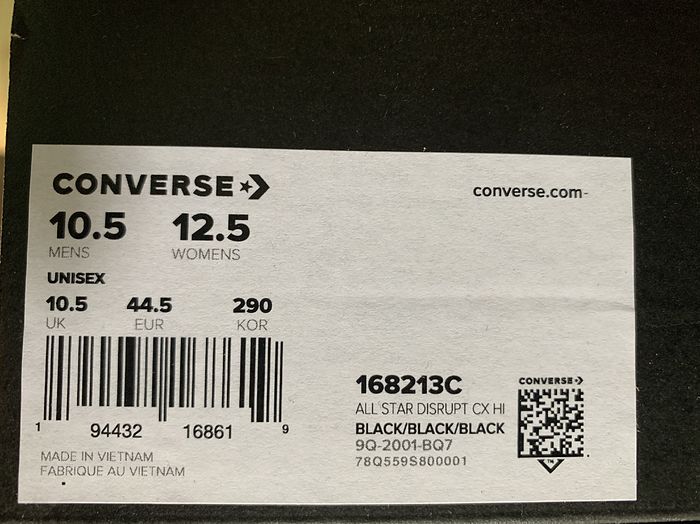 CONVERSE
converse.com-
10.5 12.5
MENS WOMENS
UNISEX
10.5 44.5 290
UK EUR KOR
1 94432 16861 9
MADE IN VIETNAM
FABRIQUE AU VIETNAM
168213C
ALL STAR DISRUPT CX HI
BLACK/BLACK/BLACK
9Q-2001-BQ7
78Q559S800001
CONVERSE
TM